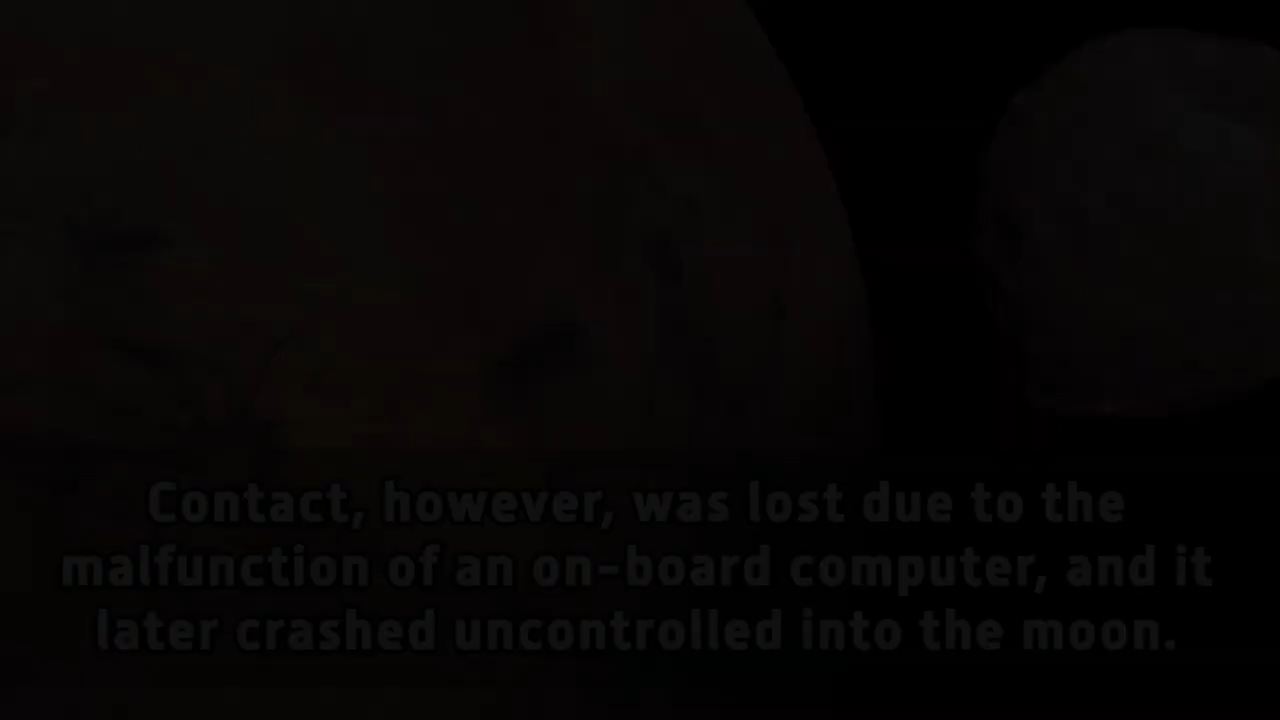 Contact, however, was lost due to the
malfunction of an on-board computer, and it
later crashed uncontrolled into the moon.